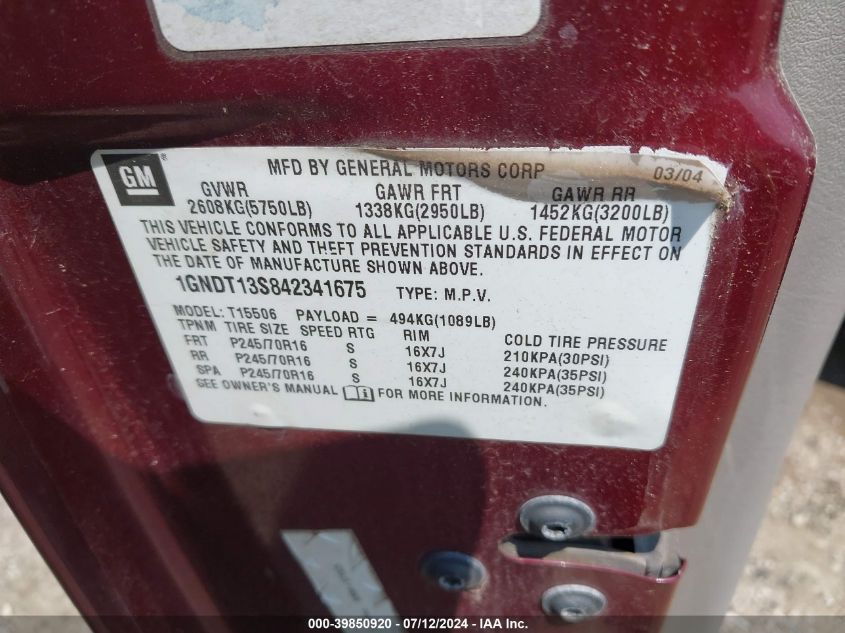 GM ®
MFD BY GENERAL MOTORS CORP 03/04
GVWR GAWR FRT GAWR RR
2608KG(5750LB) 1338KG(2950LB) 1452KG(3200LB)
THIS VEHICLE CONFORMS TO ALL APPLICABLE U.S. FEDERAL MOTOR
VEHICLE SAFETY AND THEFT PREVENTION STANDARDS IN EFFECT ON
THE DATE OF MANUFACTURE SHOWN ABOVE.
1GNDT13S842341675 TYPE: M.P.V.
MODEL: T15506 PAYLOAD = 494KG(1089LB)
TPNM TIRE SIZE SPEED RTG RIM COLD TIRE PRESSURE
FRT P245/70R16 S 16X7J 210KPA(30PSI)
RR P245/70R16 S 16X7J 240KPA(35PSI)
SPA P245/70R16 S 16X7J 240KPA(35PSI)
SEE OWNER'S MANUAL FOR MORE INFORMATION.
000-39850920 - 07/12/2024 - IAA Inc.